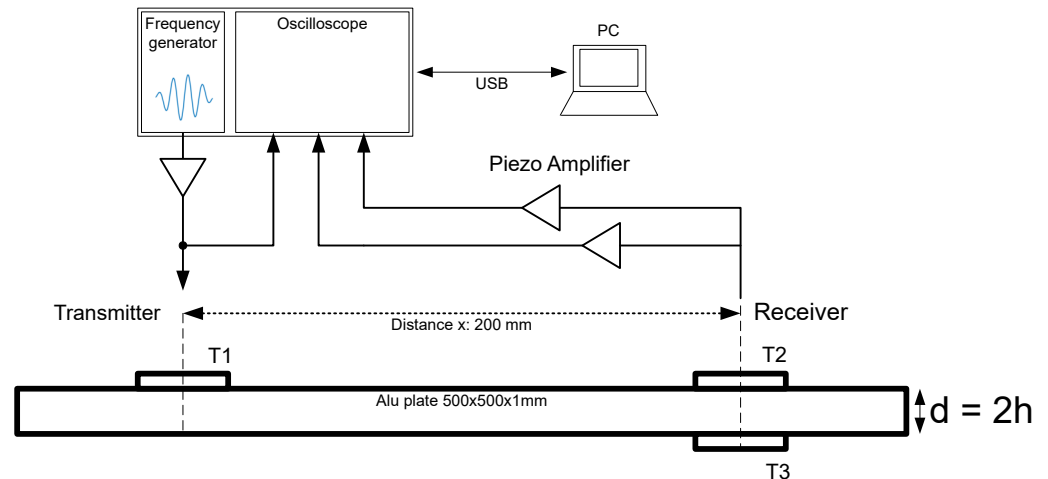 Frequency
generator
Oscilloscope
PC
USB
Piezo Amplifier
Transmitter
Distance x: 200 mm
Receiver
T1
T2
Alu plate 500x500x1mm
d = 2h
T3